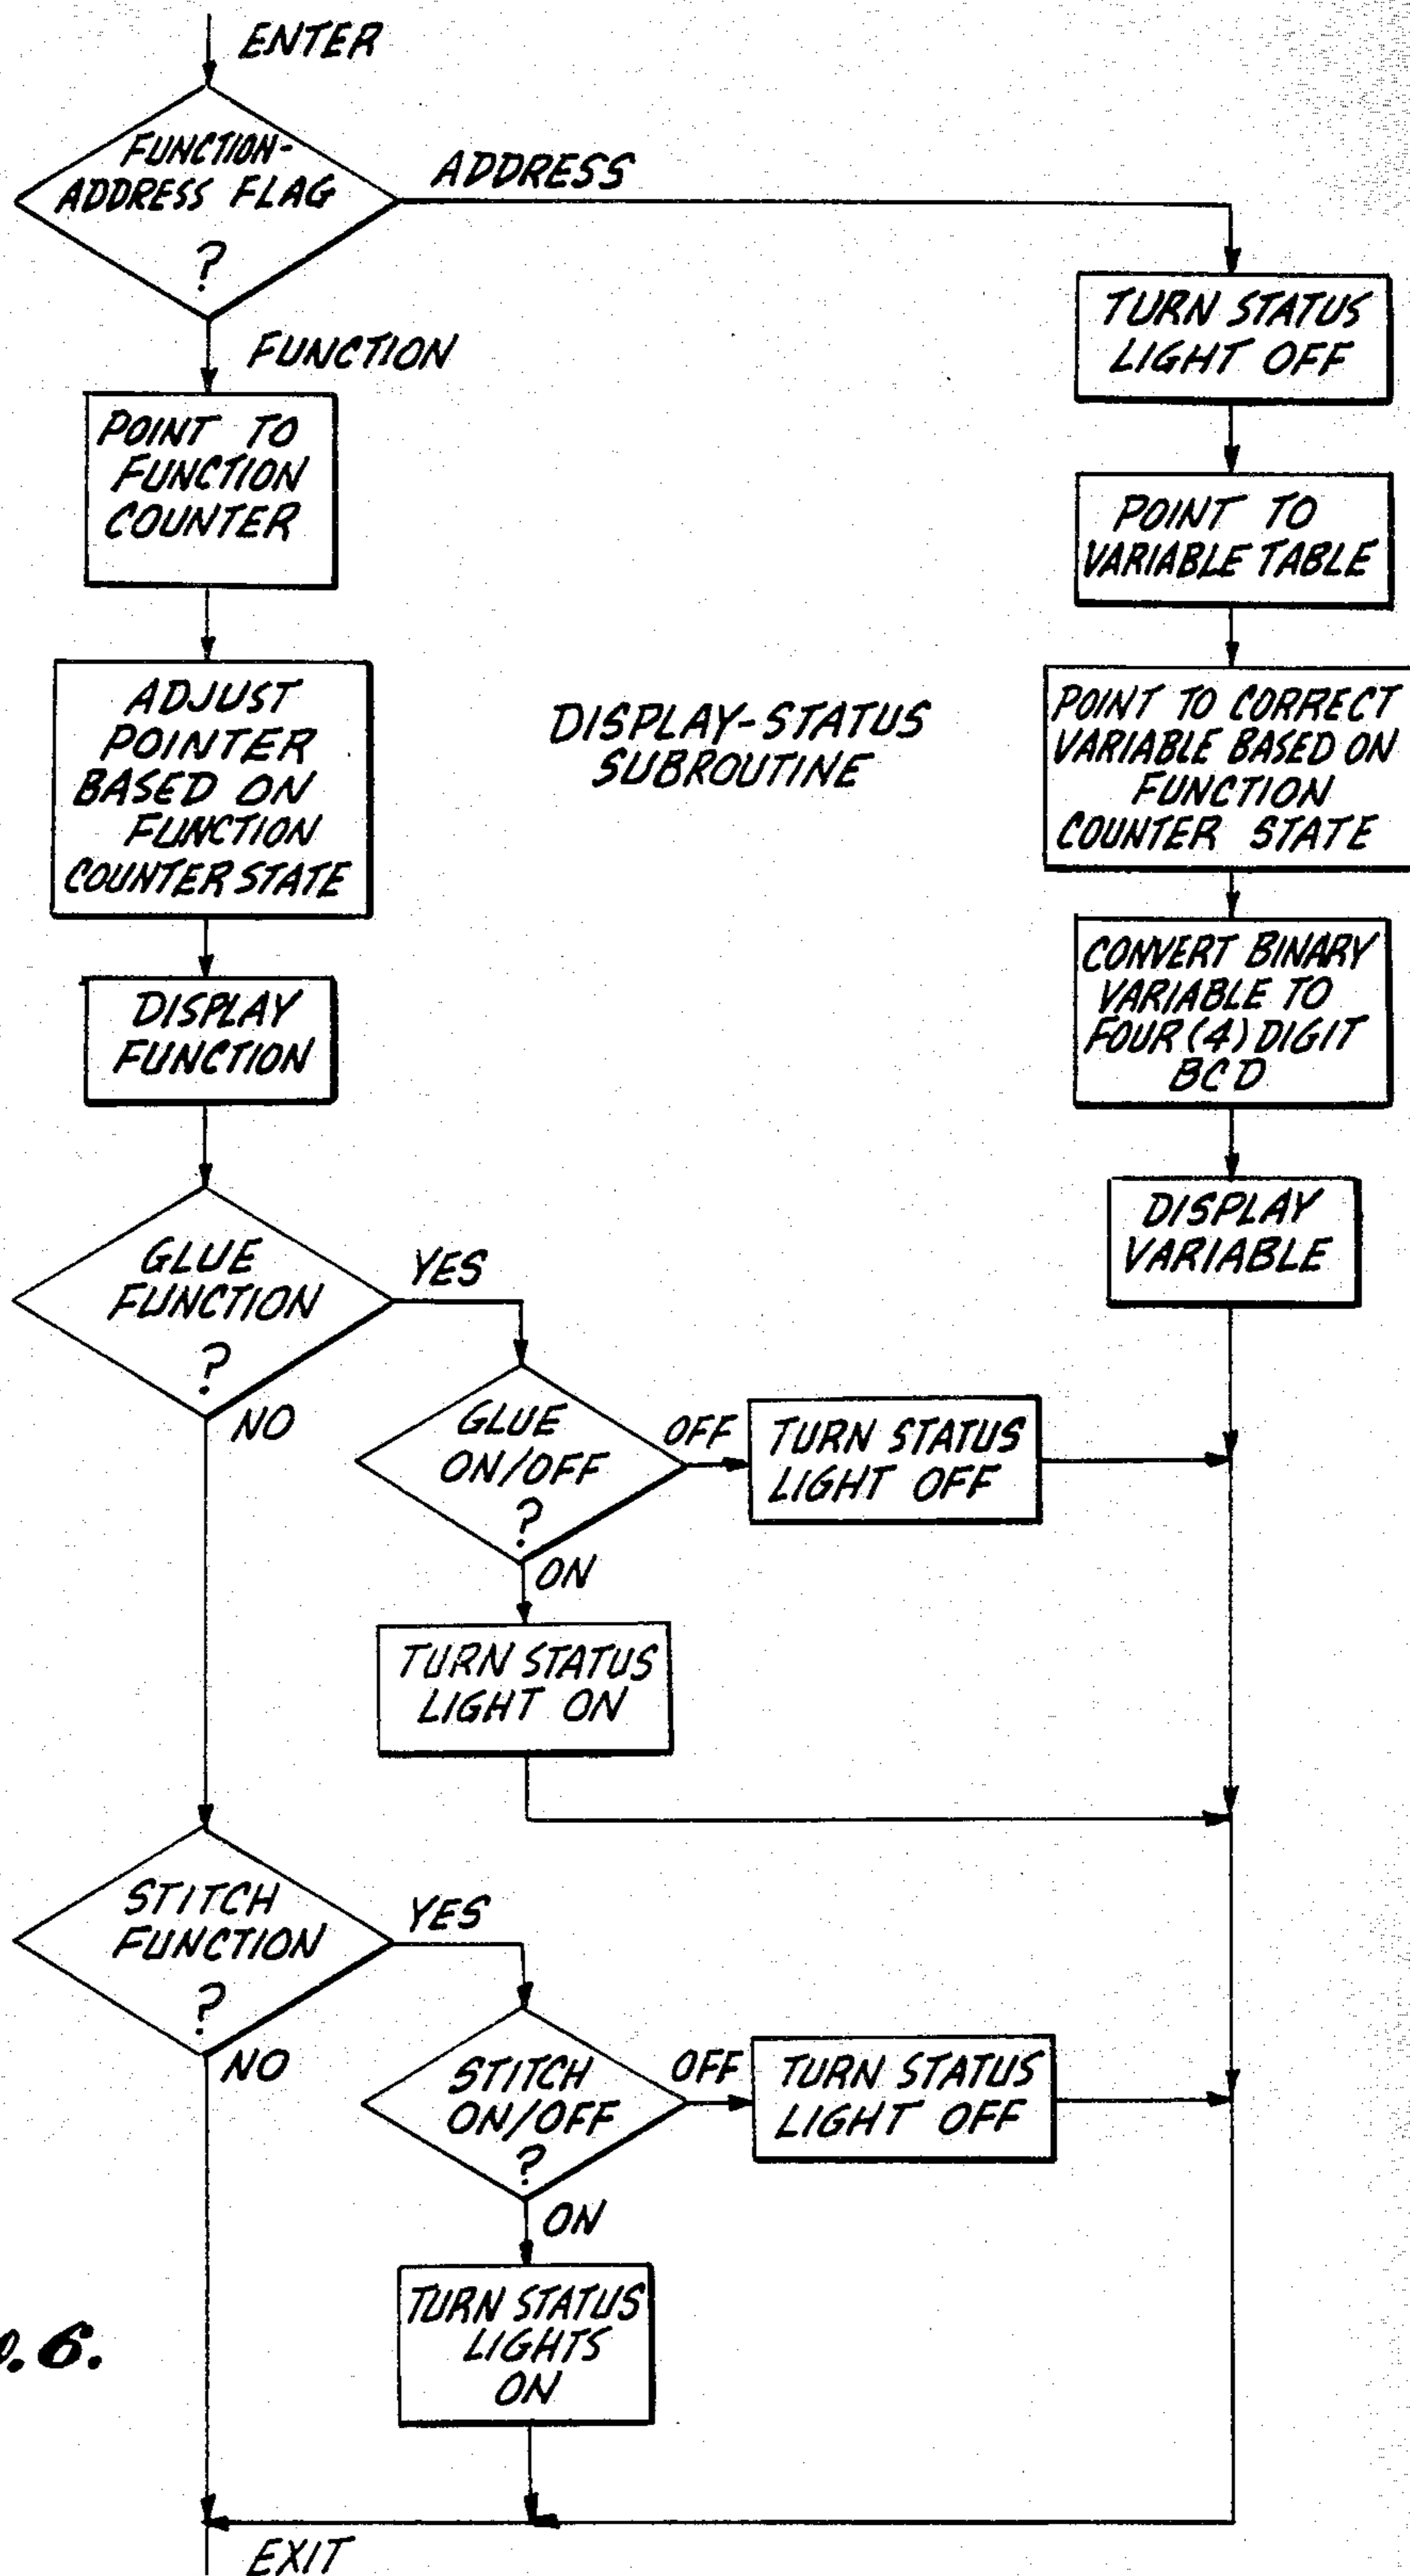 ENTER
FUNCTION-
ADDRESS FLAG
?
ADDRESS
FUNCTION
TURN STATUS
LIGHT OFF
POINT TO
FUNCTION
COUNTER
POINT TO
VARIABLE TABLE
ADJUST
POINTER
BASED ON
FUNCTION
COUNTER STATE
DISPLAY-STATUS
SUBROUTINE
POINT TO CORRECT
VARIABLE BASED ON
FUNCTION
COUNTER STATE
DISPLAY
FUNCTION
CONVERT BINARY
VARIABLE TO
FOUR (4) DIGIT
BCD
DISPLAY
VARIABLE
GLUE
FUNCTION
?
YES
NO
GLUE
ON/OFF
?
OFF
TURN STATUS
LIGHT OFF
ON
TURN STATUS
LIGHT ON
STITCH
FUNCTION
?
YES
NO
STITCH
ON/OFF
?
OFF
TURN STATUS
LIGHT OFF
ON
TURN STATUS
LIGHTS
ON
.6.
EXIT